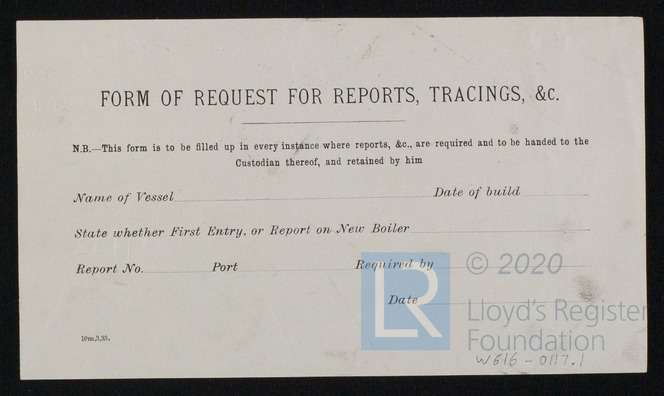 FORM OF REQUEST FOR REPORTS, TRACINGS, &c.
N.B.—This form is to be filled up in every instance where reports, &c., are required and to be handed to the
Custodian thereof, and retained by him
Name of Vessel Date of build
State whether First Entry, or Report on New Boiler
Report No. Port Required by
Date
10m,3,33.
LR
© 2020
Lloyd's Register
Foundation
W616-0117.1